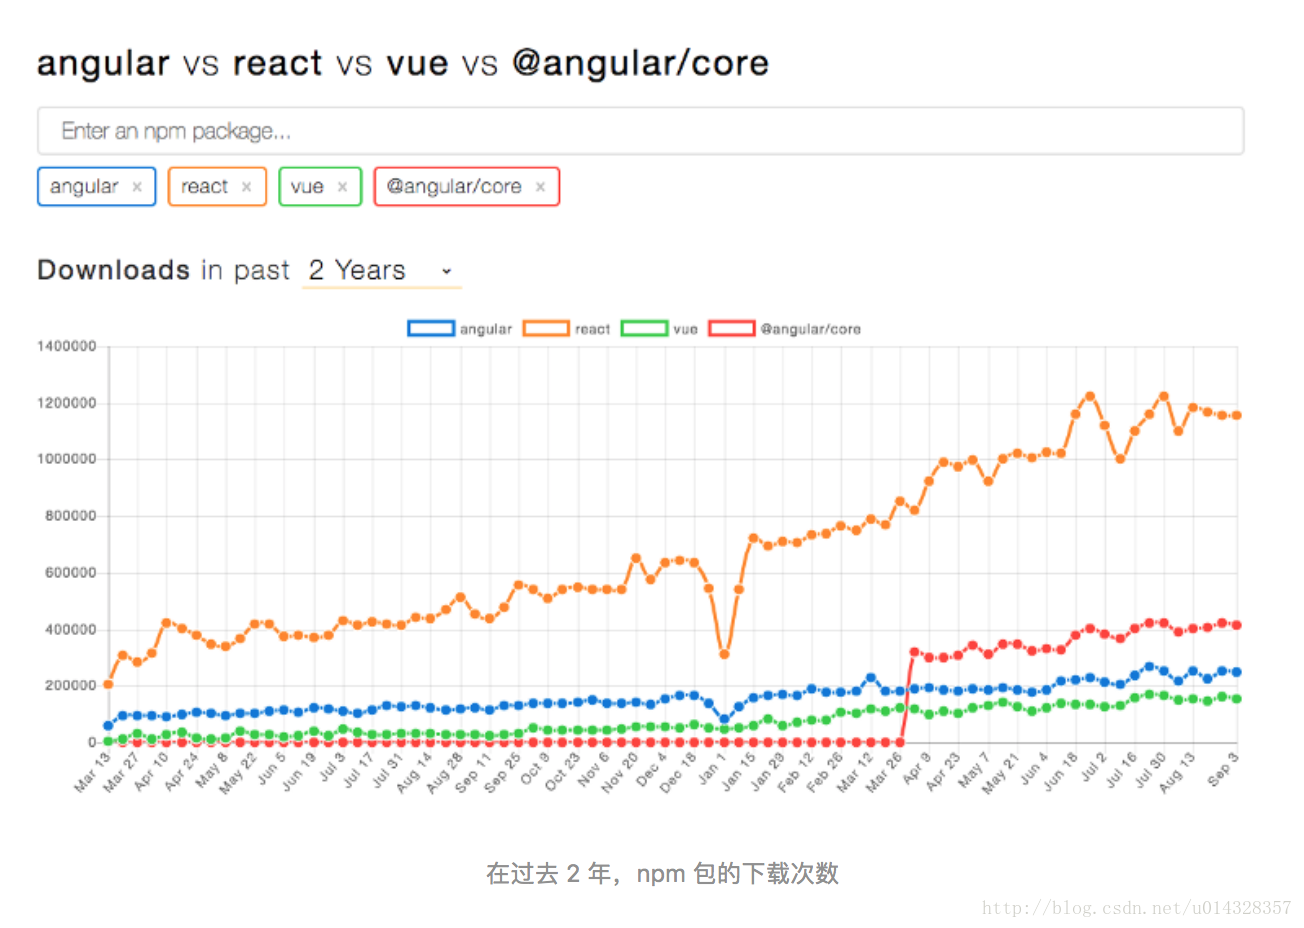 angular vs react vs vue vs @angular/core
Enter an npm package...
angular × react × vue × @angular/core ×
Downloads in past 2 Years
angular react vue @angular/core
1400000
1200000
1000000
800000
600000
400000
200000
0
Mar 13 Mar 27 Apr 10 Apr 24 May 8 May 22 Jun 5 Jun 19 Jul 3 Jul 17 Jul 31 Aug 14 Aug 28 Sep 11 Sep 25 Oct 9 Oct 23 Nov 6 Nov 20 Dec 4 Dec 18 Jan 1 Jan 15 Jan 29 Feb 12 Feb 26 Mar 12 Mar 26 Apr 9 Apr 23 May 7 May 21 Jun 4 Jun 18 Jul 2 Jul 16 Jul 30 Aug 13 Sep 3
在过去 2 年，npm 包的下载次数
http://blog.csdn.net/u014328357